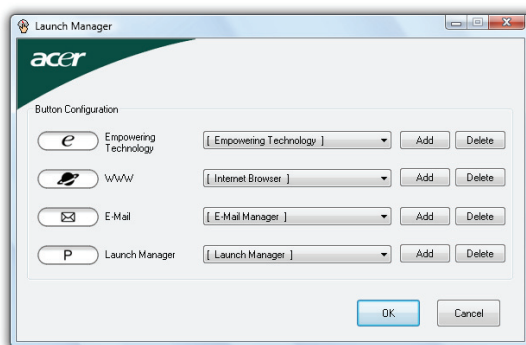 Launch Manager
acer
Button Configuration
e Empowering Technology [ Empowering Technology ] Add Delete
WWW [ Internet Browser ] Add Delete
E-Mail [ E-Mail Manager ] Add Delete
P Launch Manager [ Launch Manager ] Add Delete
OK Cancel